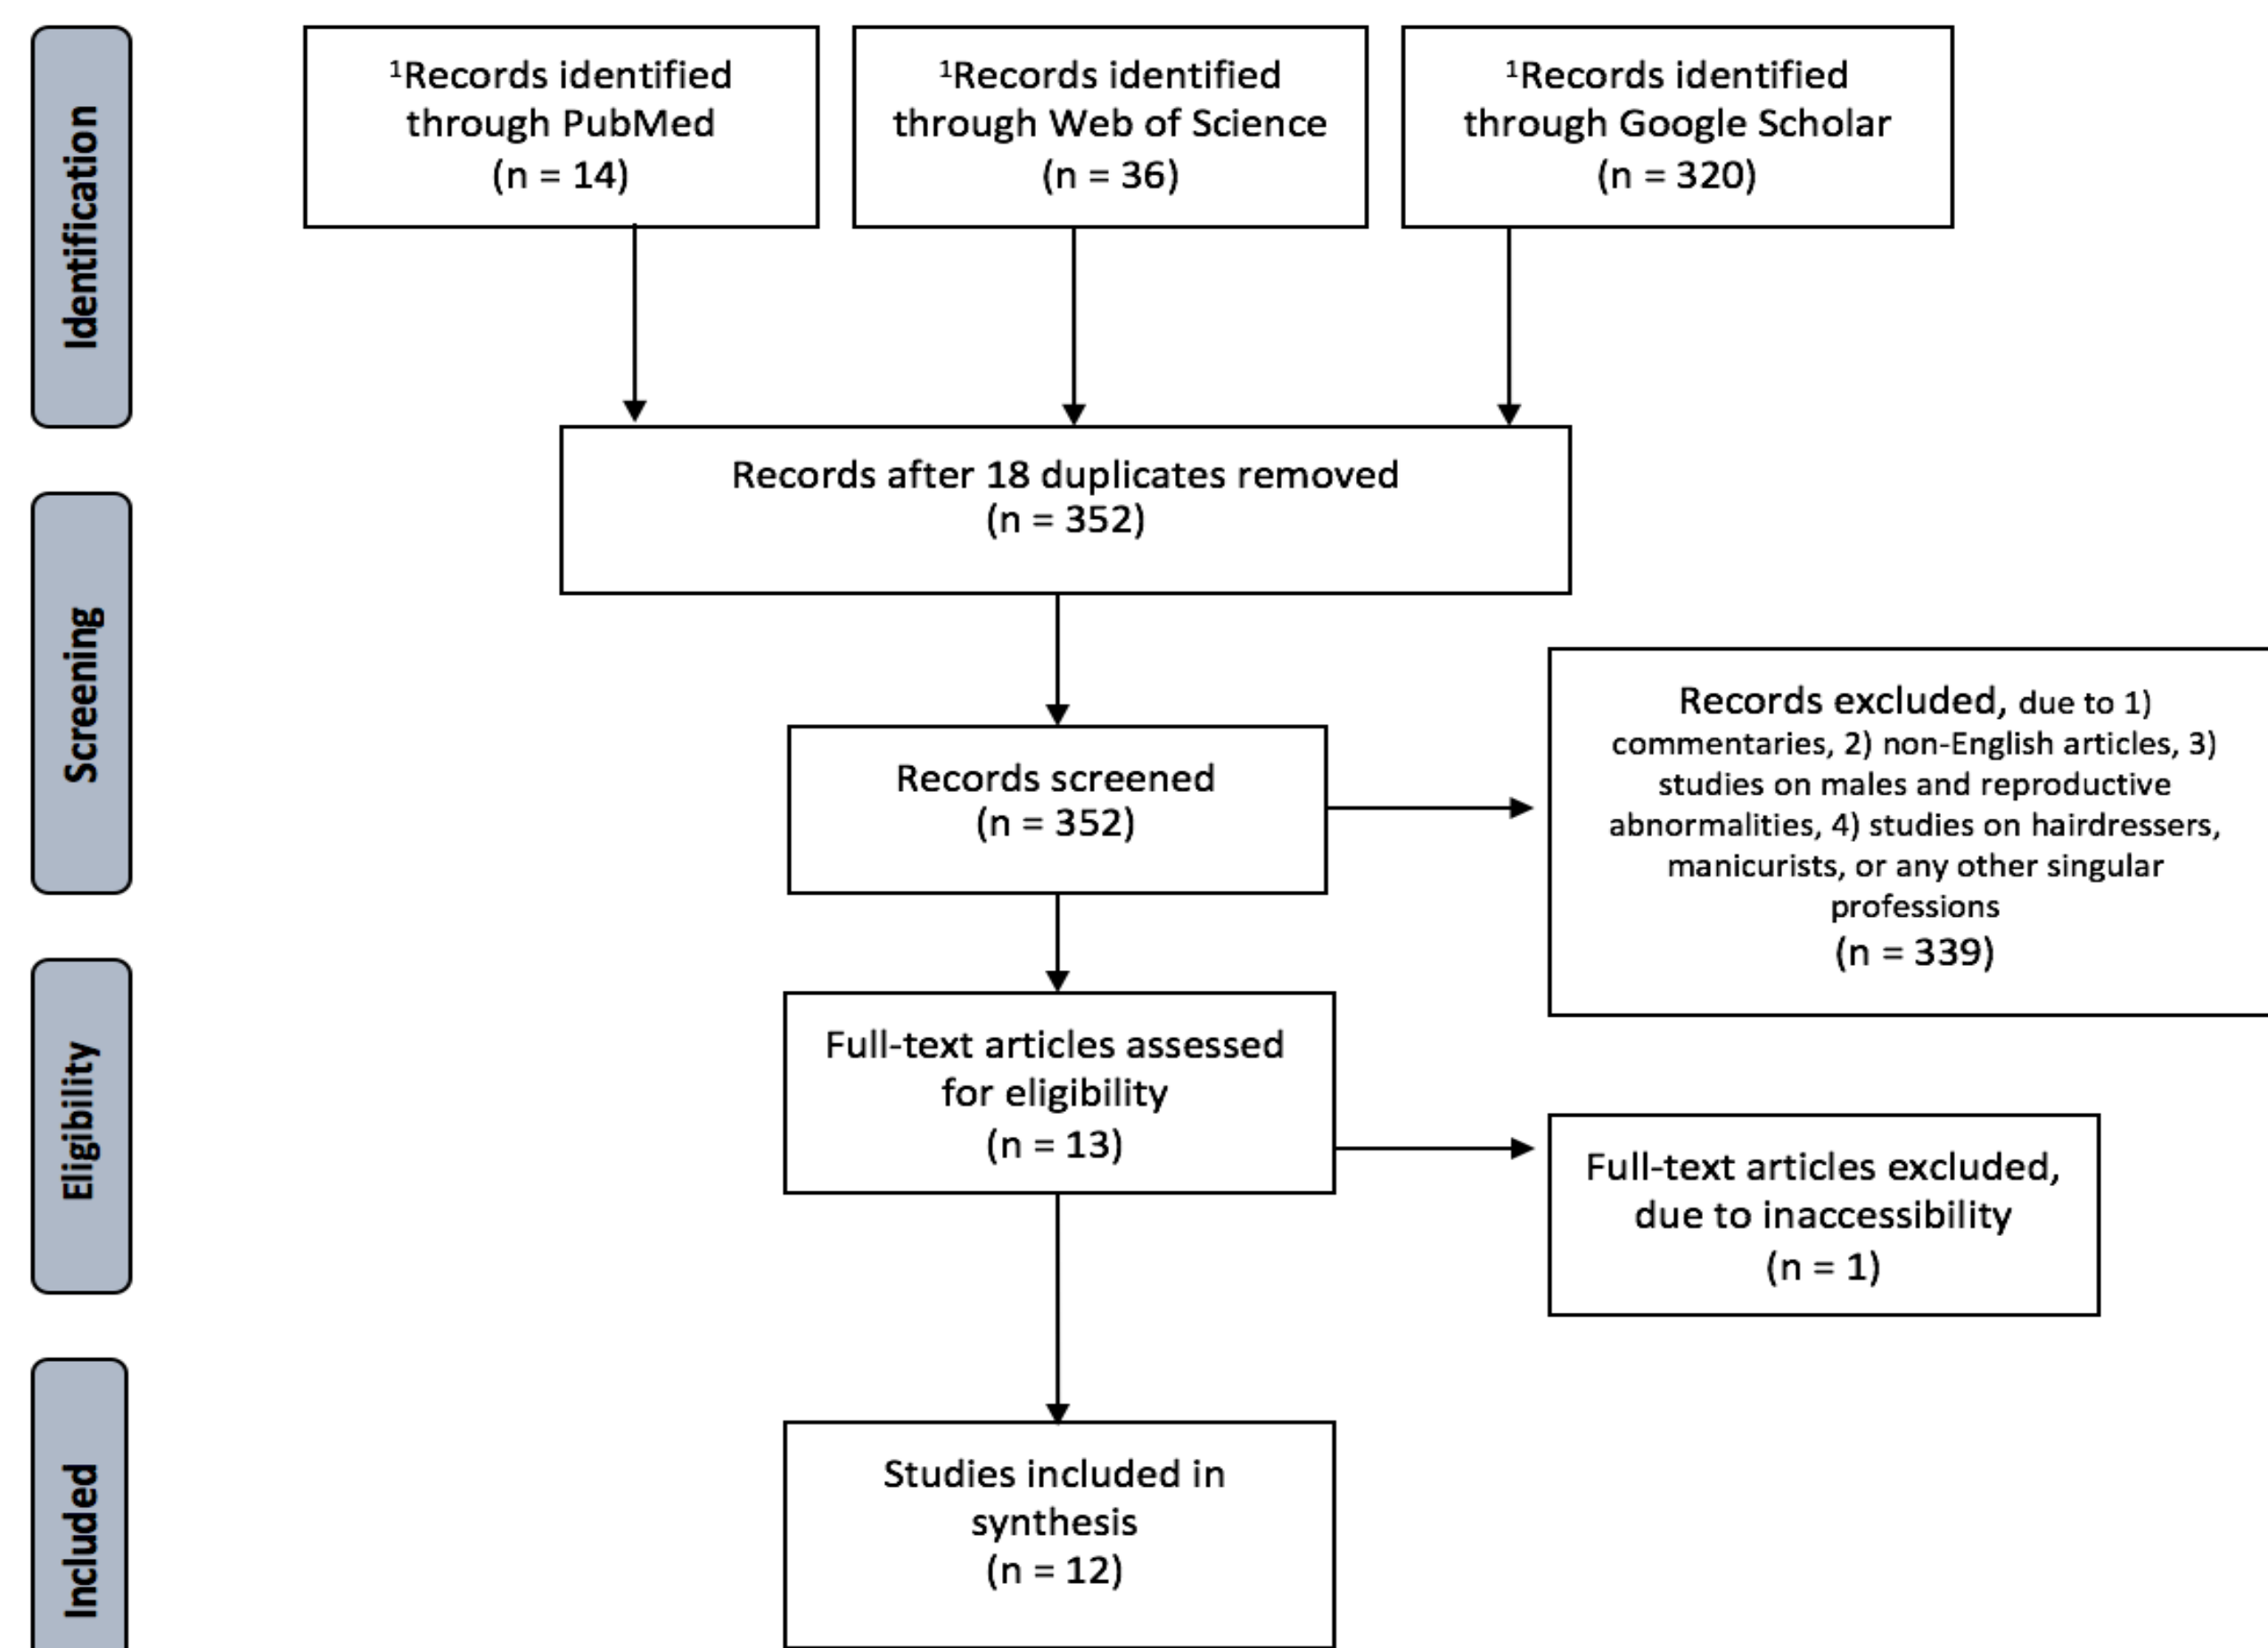 Identification
¹Records identified
through PubMed
(n = 14)
¹Records identified
through Web of Science
(n = 36)
¹Records identified
through Google Scholar
(n = 320)
Records after 18 duplicates removed
(n = 352)
Screening
Records screened
(n = 352)
Records excluded, due to 1)
commentaries, 2) non-English articles, 3)
studies on males and reproductive
abnormalities, 4) studies on hairdressers,
manicurists, or any other singular
professions
(n = 339)
Eligibility
Full-text articles assessed
for eligibility
(n = 13)
Full-text articles excluded,
due to inaccessibility
(n = 1)
Included
Studies included in
synthesis
(n = 12)